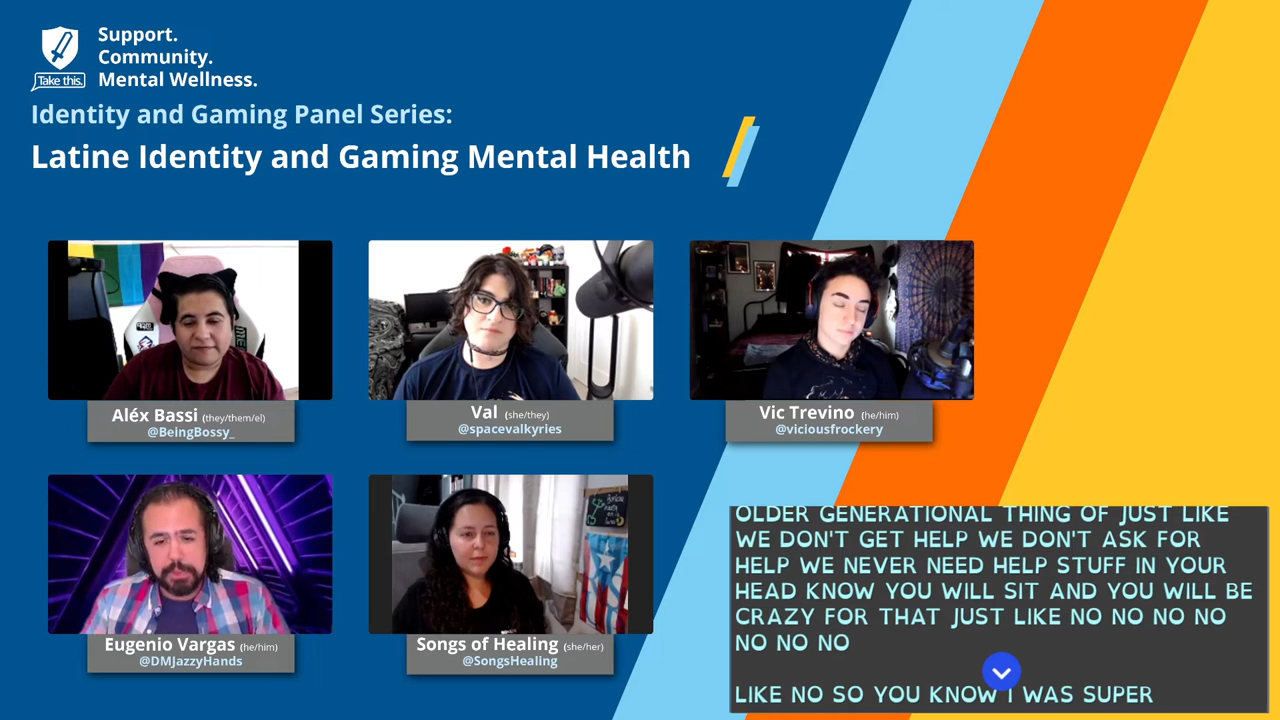 Support.
Community.
Mental Wellness.
Take this.
Identity and Gaming Panel Series:
Latine Identity and Gaming Mental Health
Aléx Bassi (they/them/el)
@BeingBossy_
Val (she/they)
@spacevalkyries
Vic Trevino (he/him)
@viciousfrockery
Eugenio Vargas (he/him)
@DMJazzyHands
Songs of Healing (she/her)
@SongsHealing
OLDER GENERATIONAL THING OF JUST LIKE
WE DON'T GET HELP WE DON'T ASK FOR
HELP WE NEVER NEED HELP STUFF IN YOUR
HEAD KNOW YOU WILL SIT AND YOU WILL BE
CRAZY FOR THAT JUST LIKE NO NO NO NO
NO NO NO
LIKE NO SO YOU KNOW I WAS SUPER